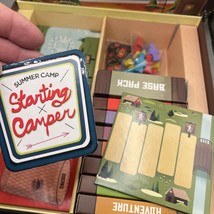 SUMMER CAMP
Starting
Camper
BASE PACK
ADVENTURE